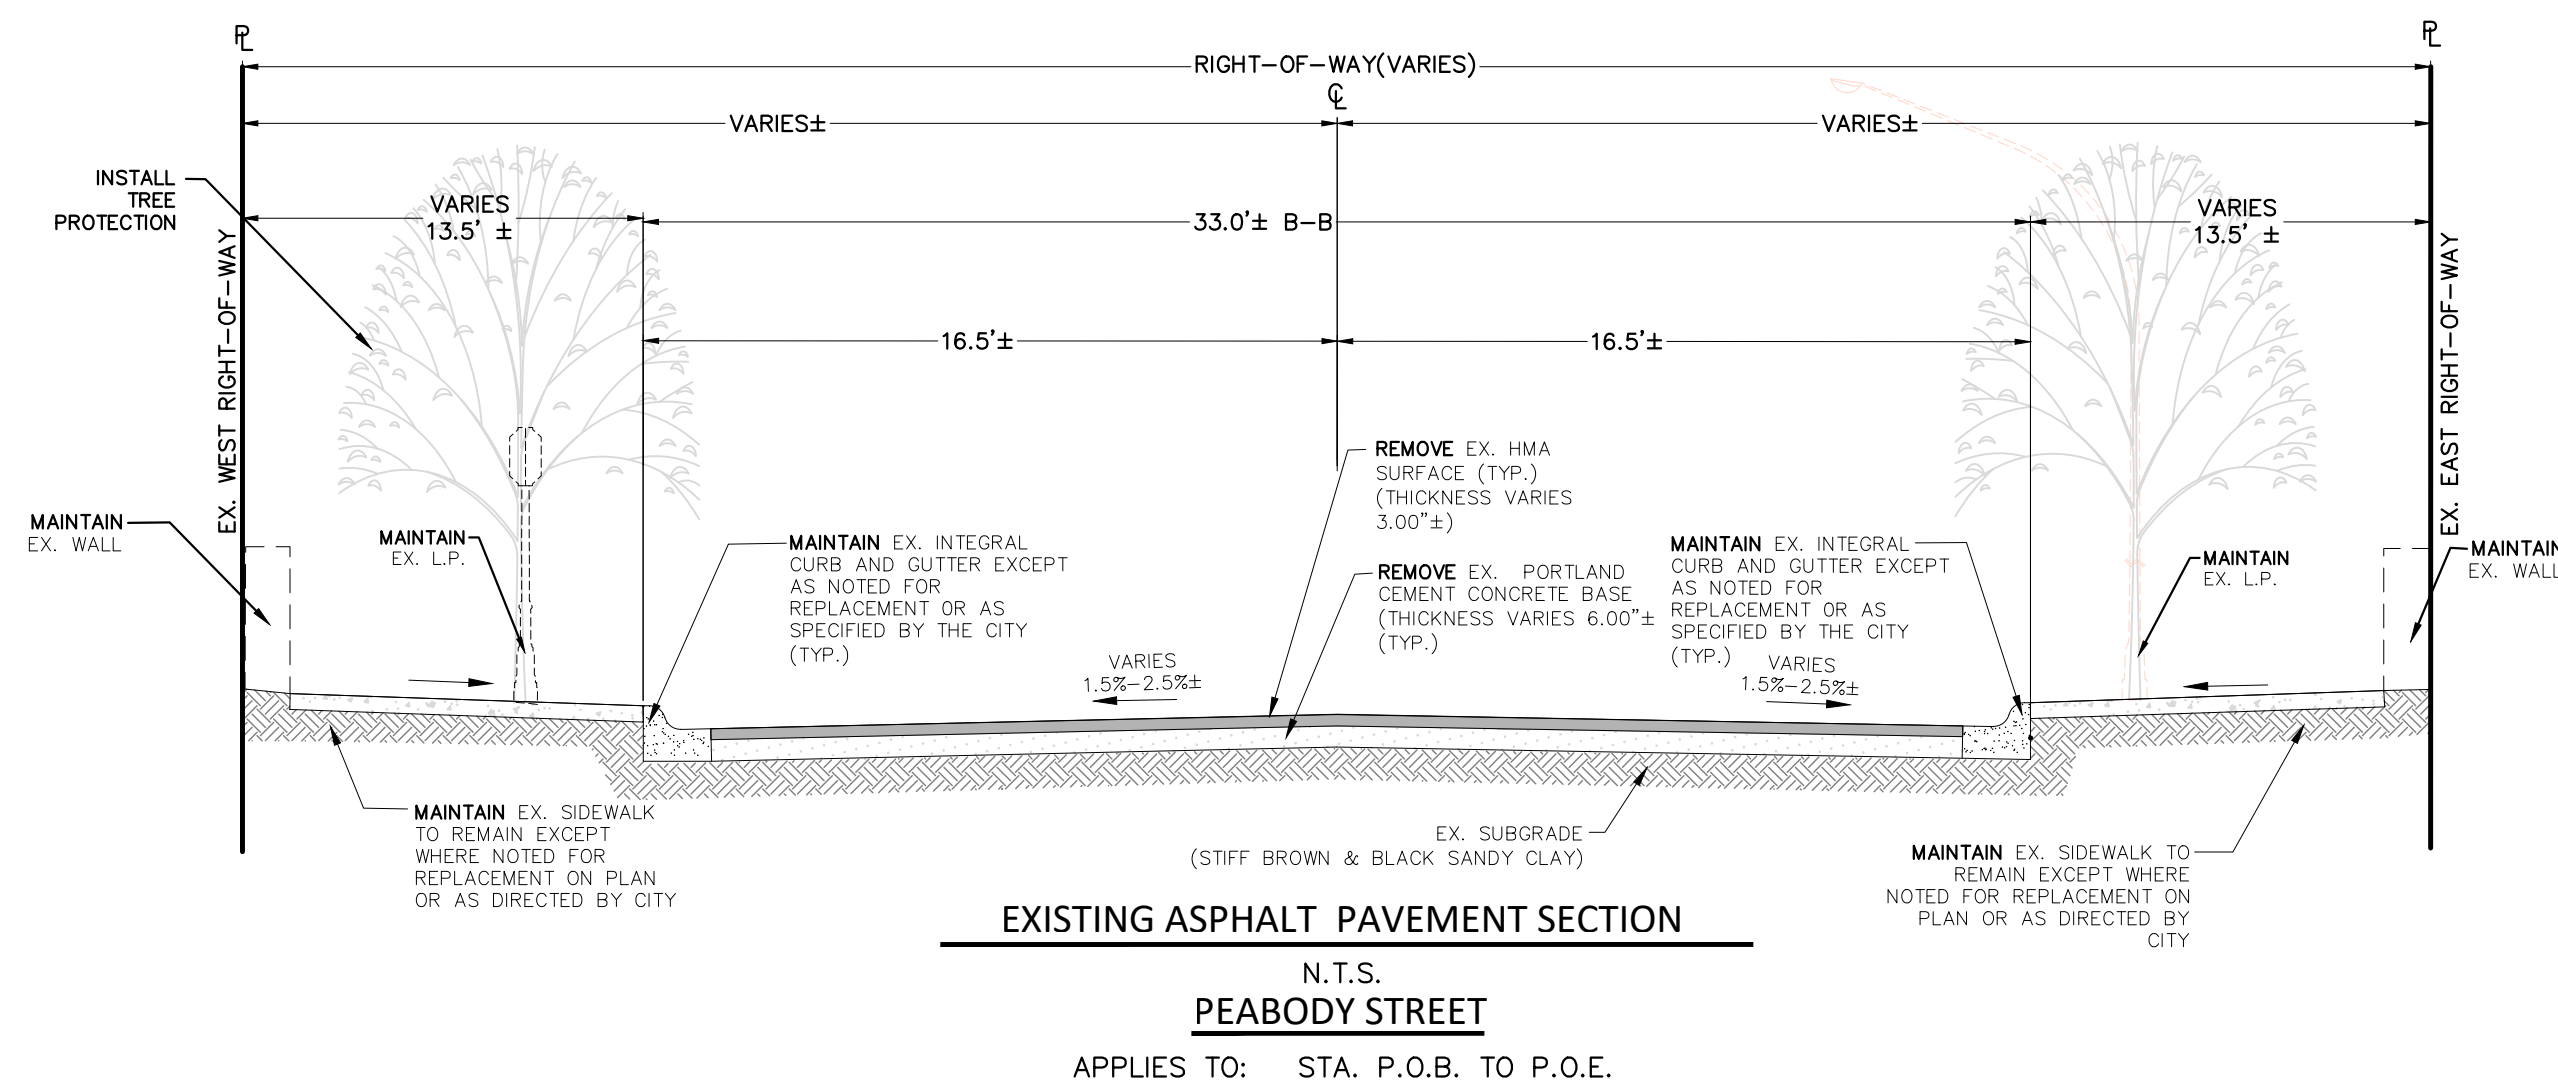 PL
PL
RIGHT-OF-WAY(VARIES)
CL
VARIES±
VARIES±
INSTALL
TREE
PROTECTION
VARIES
13.5' ±
33.0'± B-B
VARIES
13.5' ±
EX. WEST RIGHT-OF-WAY
EX. EAST RIGHT-OF-WAY
16.5'±
16.5'±
REMOVE EX. HMA
SURFACE (TYP.)
(THICKNESS VARIES
3.00"±)
MAINTAIN
EX. WALL
MAINTAIN
EX. L.P.
MAINTAIN EX. INTEGRAL
CURB AND GUTTER EXCEPT
AS NOTED FOR
REPLACEMENT OR AS
SPECIFIED BY THE CITY
(TYP.)
REMOVE EX. PORTLAND
CEMENT CONCRETE BASE
(THICKNESS VARIES 6.00"±
(TYP.)
MAINTAIN EX. INTEGRAL
CURB AND GUTTER EXCEPT
AS NOTED FOR
REPLACEMENT OR AS
SPECIFIED BY THE CITY
(TYP.)
MAINTAIN
EX. L.P.
MAINTAIN
EX. WALL
VARIES
1.5%-2.5%±
VARIES
1.5%-2.5%±
MAINTAIN EX. SIDEWALK
TO REMAIN EXCEPT
WHERE NOTED FOR
REPLACEMENT ON PLAN
OR AS DIRECTED BY CITY
EX. SUBGRADE
(STIFF BROWN & BLACK SANDY CLAY)
MAINTAIN EX. SIDEWALK TO
REMAIN EXCEPT WHERE
NOTED FOR REPLACEMENT ON
PLAN OR AS DIRECTED BY
CITY
EXISTING ASPHALT PAVEMENT SECTION
N.T.S.
PEABODY STREET
APPLIES TO: STA. P.O.B. TO P.O.E.